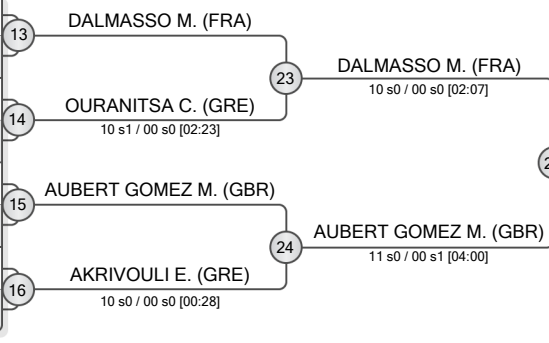 DALMASSO M. (FRA)
13
23
DALMASSO M. (FRA)
10 s0 / 00 s0 [02:07]
OURANITSA C. (GRE)
14
10 s1 / 00 s0 [02:23]
2
AUBERT GOMEZ M. (GBR)
15
24
AUBERT GOMEZ M. (GBR)
11 s0 / 00 s1 [04:00]
AKRIVOULI E. (GRE)
16
10 s0 / 00 s0 [00:28]